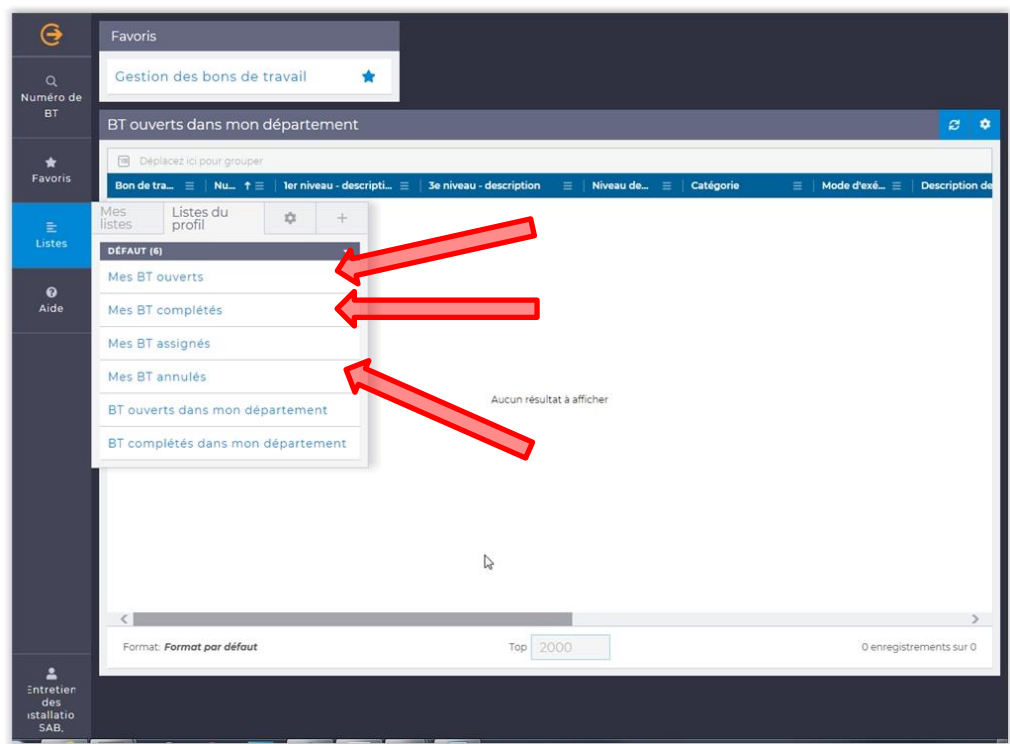 Favoris
Gestion des bons de travail
Numéro de
BT
BT ouverts dans mon département
Déplacez ici pour grouper
Favoris
Bon de tra... Nu... 1er niveau - descripti... 3e niveau - description Niveau de... Catégorie Mode d'exé... Description de
Listes
Mes
listes
Listes du
profil
DÉFAUT (6)
Mes BT ouverts
Aide
Mes BT complétés
Mes BT assignés
Mes BT annulés
Aucun résultat à afficher
BT ouverts dans mon département
BT complétés dans mon département
Format: Format par défaut Top 2000 0 enregistrements sur 0
Entretien
des
nstallatio
SAB.